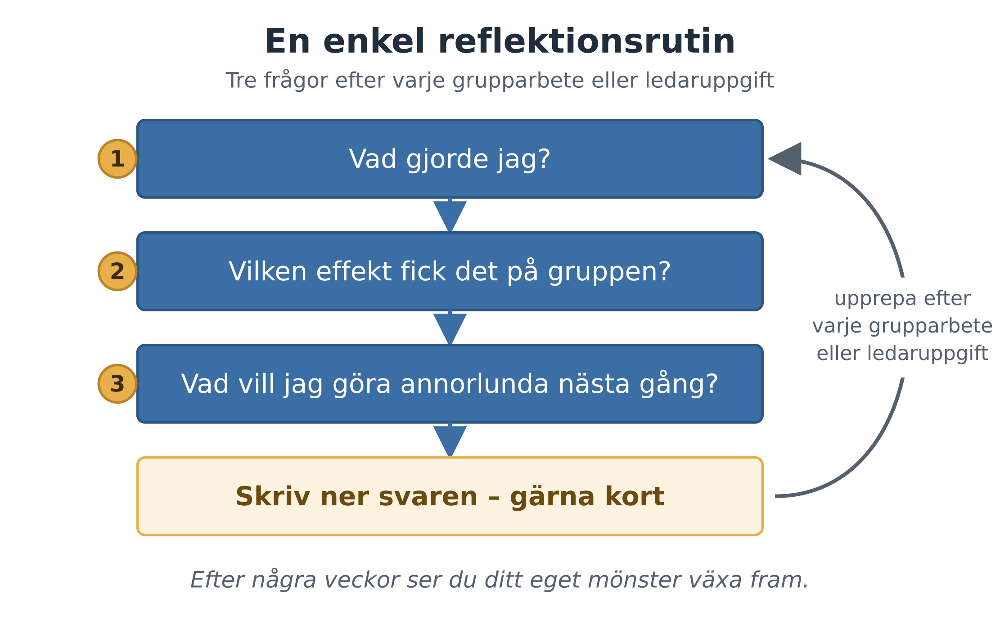 En enkel reflektionsrutin
Tre frågor efter varje grupparbete eller ledaruppgift
1
Vad gjorde jag?
2
Vilken effekt fick det på gruppen?
3
Vad vill jag göra annorlunda nästa gång?
Skriv ner svaren – gärna kort
upprepa efter
varje grupparbete
eller ledaruppgift
Efter några veckor ser du ditt eget mönster växa fram.